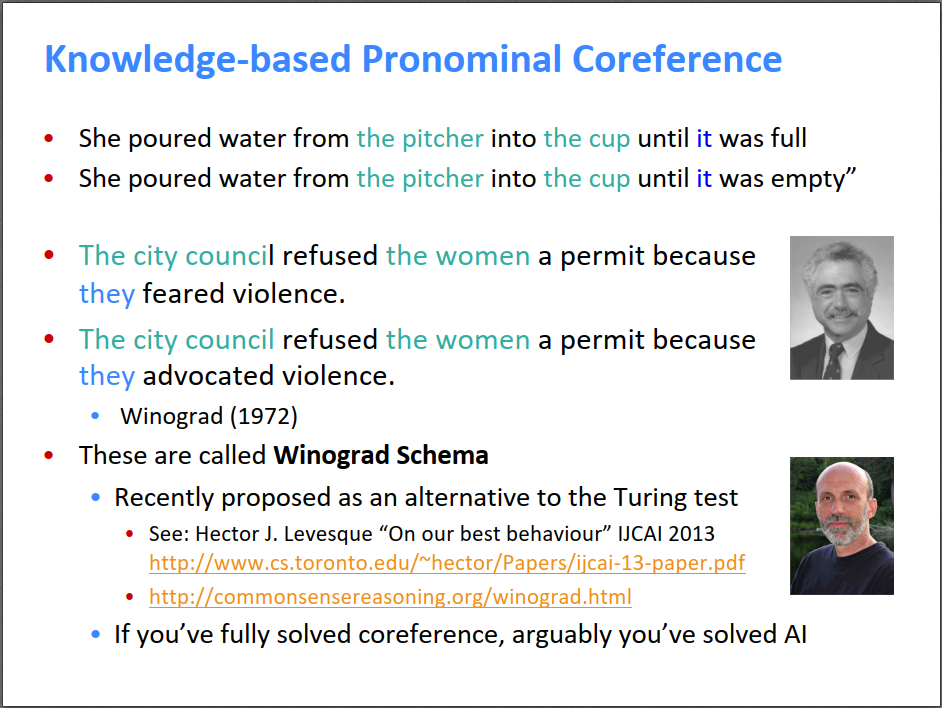 Knowledge-based Pronominal Coreference
• She poured water from the pitcher into the cup until it was full
• She poured water from the pitcher into the cup until it was empty”
• The city council refused the women a permit because
they feared violence.
• The city council refused the women a permit because
they advocated violence.
• Winograd (1972)
• These are called Winograd Schema
• Recently proposed as an alternative to the Turing test
• See: Hector J. Levesque “On our best behaviour” IJCAI 2013
http://www.cs.toronto.edu/~hector/Papers/ijcai-13-paper.pdf
• http://commonsensereasoning.org/winograd.html
• If you’ve fully solved coreference, arguably you’ve solved AI